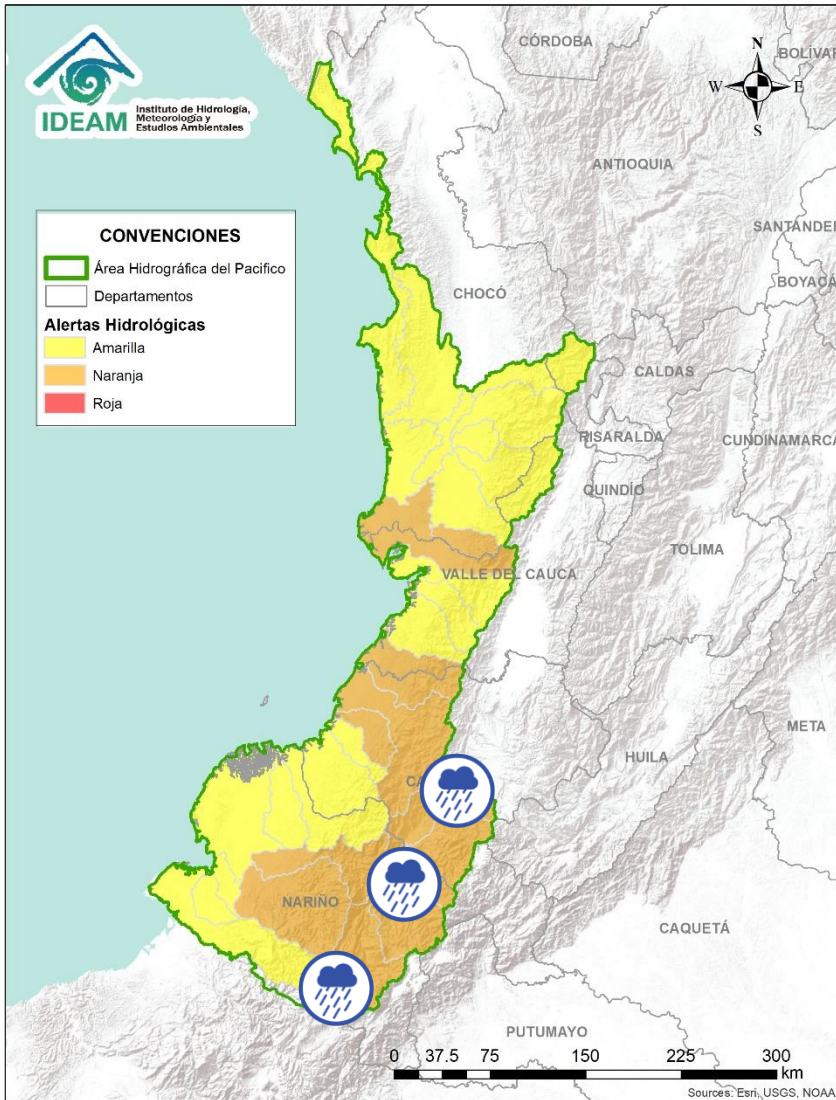 IDEAM
Instituto de Hidrología,
Meteorología y
Estudios Ambientales
CÓRDOBA
BOLÍVAR
N
W
E
S
ANTIOQUIA
SANTANDER
BOYACÁ
CONVENCIONES
Área Hidrográfica del Pacifico
Departamentos
Alertas Hidrológicas
Amarilla
Naranja
Roja
CHOCÓ
CALDAS
RISARALDA
CUNDINAMARCA
QUINDÍO
TOLIMA
VALLE DEL CAUCA
META
HUILA
CA
NARIÑO
CAQUETÁ
PUTUMAYO
0 37.5 75 150 225 300
km
Sources: Esri, USGS, NOAA